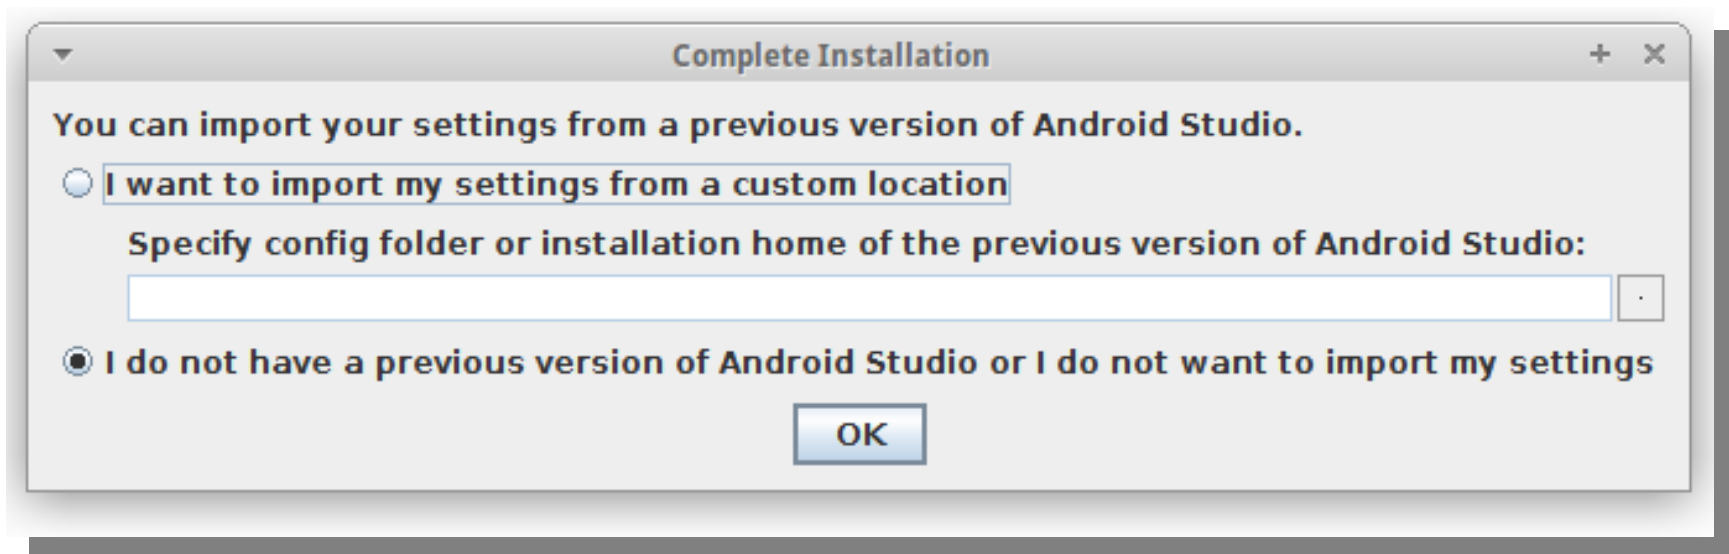 Complete Installation
You can import your settings from a previous version of Android Studio.
I want to import my settings from a custom location
Specify config folder or installation home of the previous version of Android Studio:
.
I do not have a previous version of Android Studio or I do not want to import my settings
OK